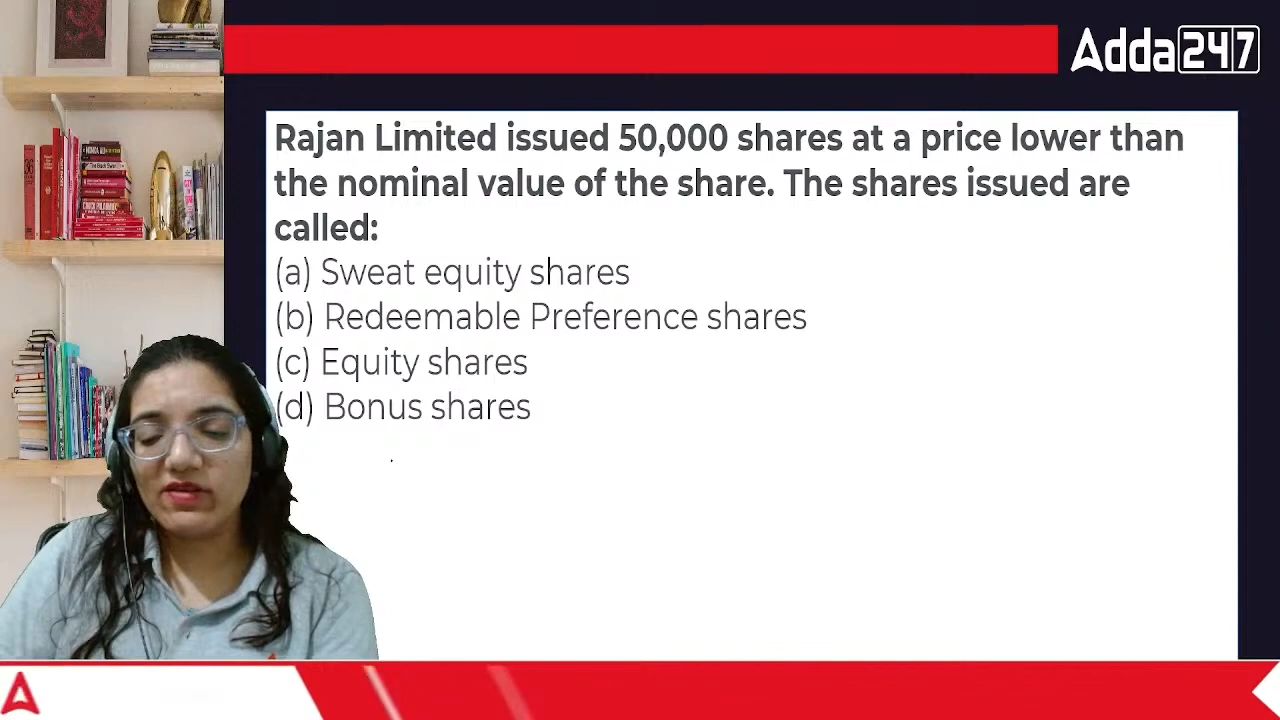 Adda247
Rajan Limited issued 50,000 shares at a price lower than
the nominal value of the share. The shares issued are
called:
(a) Sweat equity shares
(b) Redeemable Preference shares
(c) Equity shares
(d) Bonus shares